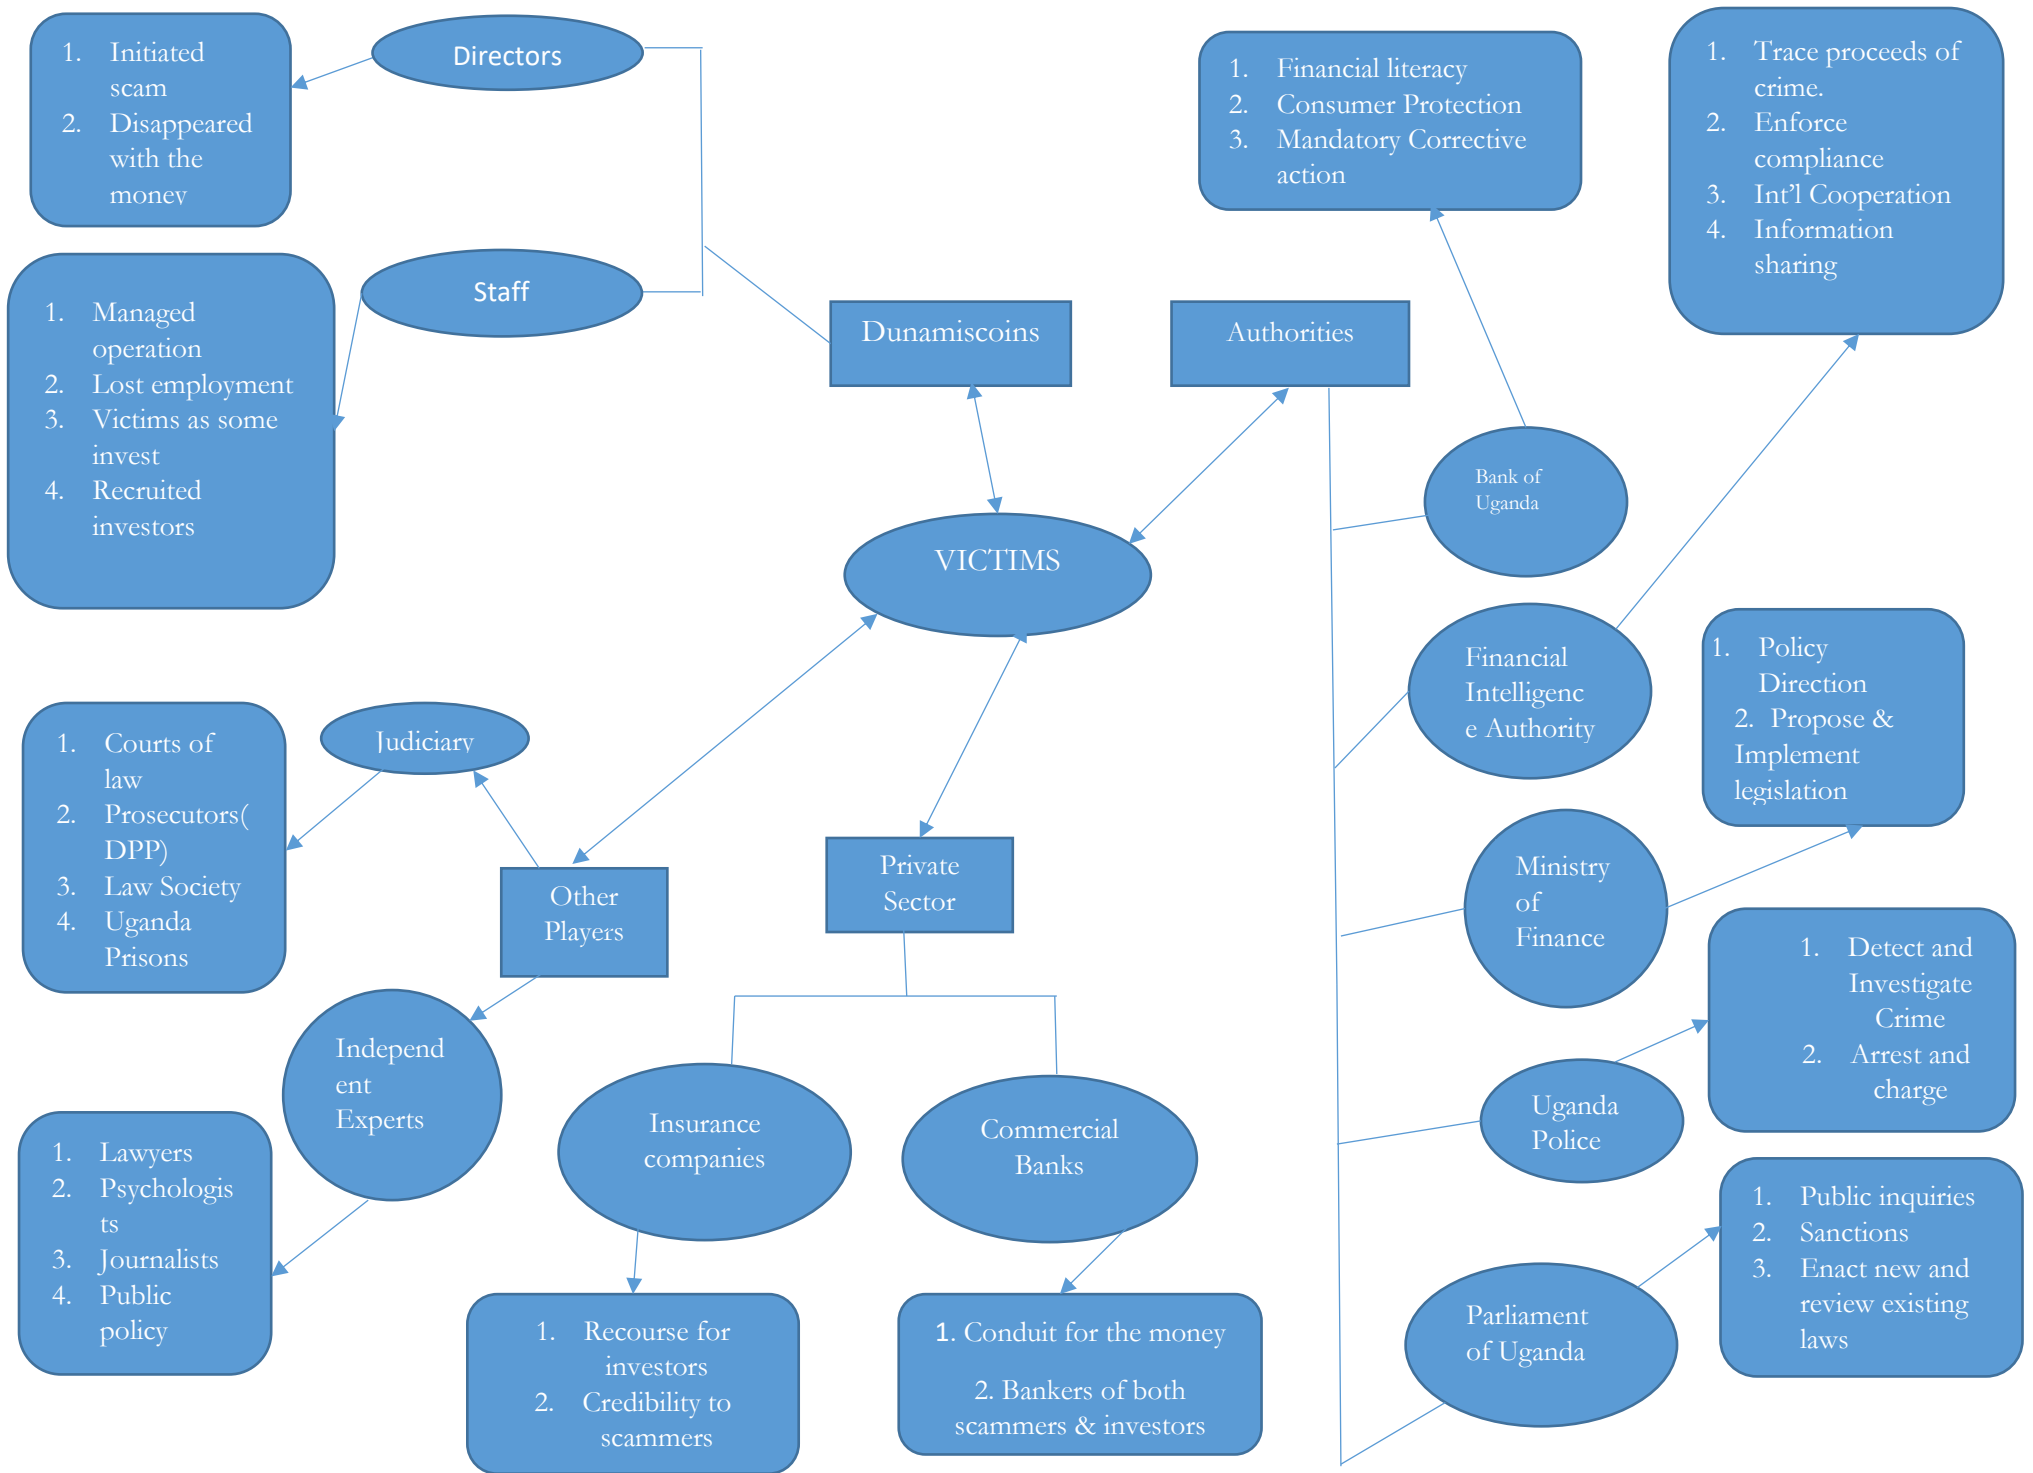 1. Initiated
scam
2. Disappeared
with the
money
Directors
1. Financial literacy
2. Consumer Protection
3. Mandatory Corrective
action
1. Trace proceeds of
crime.
2. Enforce
compliance
3. Int'l Cooperation
4. Information
sharing
1. Managed
operation
2. Lost employment
3. Victims as some
invest
4. Recruited
investors
Staff
Dunamiscoins
Authorities
Bank of
Uganda
VICTIMS
Financial
Intelligenc
e Authority
1. Policy
Direction
2. Propose &
Implement
legislation
1. Courts of
law
2. Prosecutors(
DPP)
3. Law Society
4. Uganda
Prisons
Judiciary
Other
Players
Private
Sector
Ministry
of
Finance
1. Detect and
Investigate
Crime
2. Arrest and
charge
Independ
ent
Experts
Insurance
companies
Commercial
Banks
Uganda
Police
1. Lawyers
2. Psychologis
ts
3. Journalists
4. Public
policy
1. Public inquiries
2. Sanctions
3. Enact new and
review existing
laws
Parliament
of Uganda
1. Recourse for
investors
2. Credibility to
scammers
1. Conduit for the money
2. Bankers of both
scammers & investors